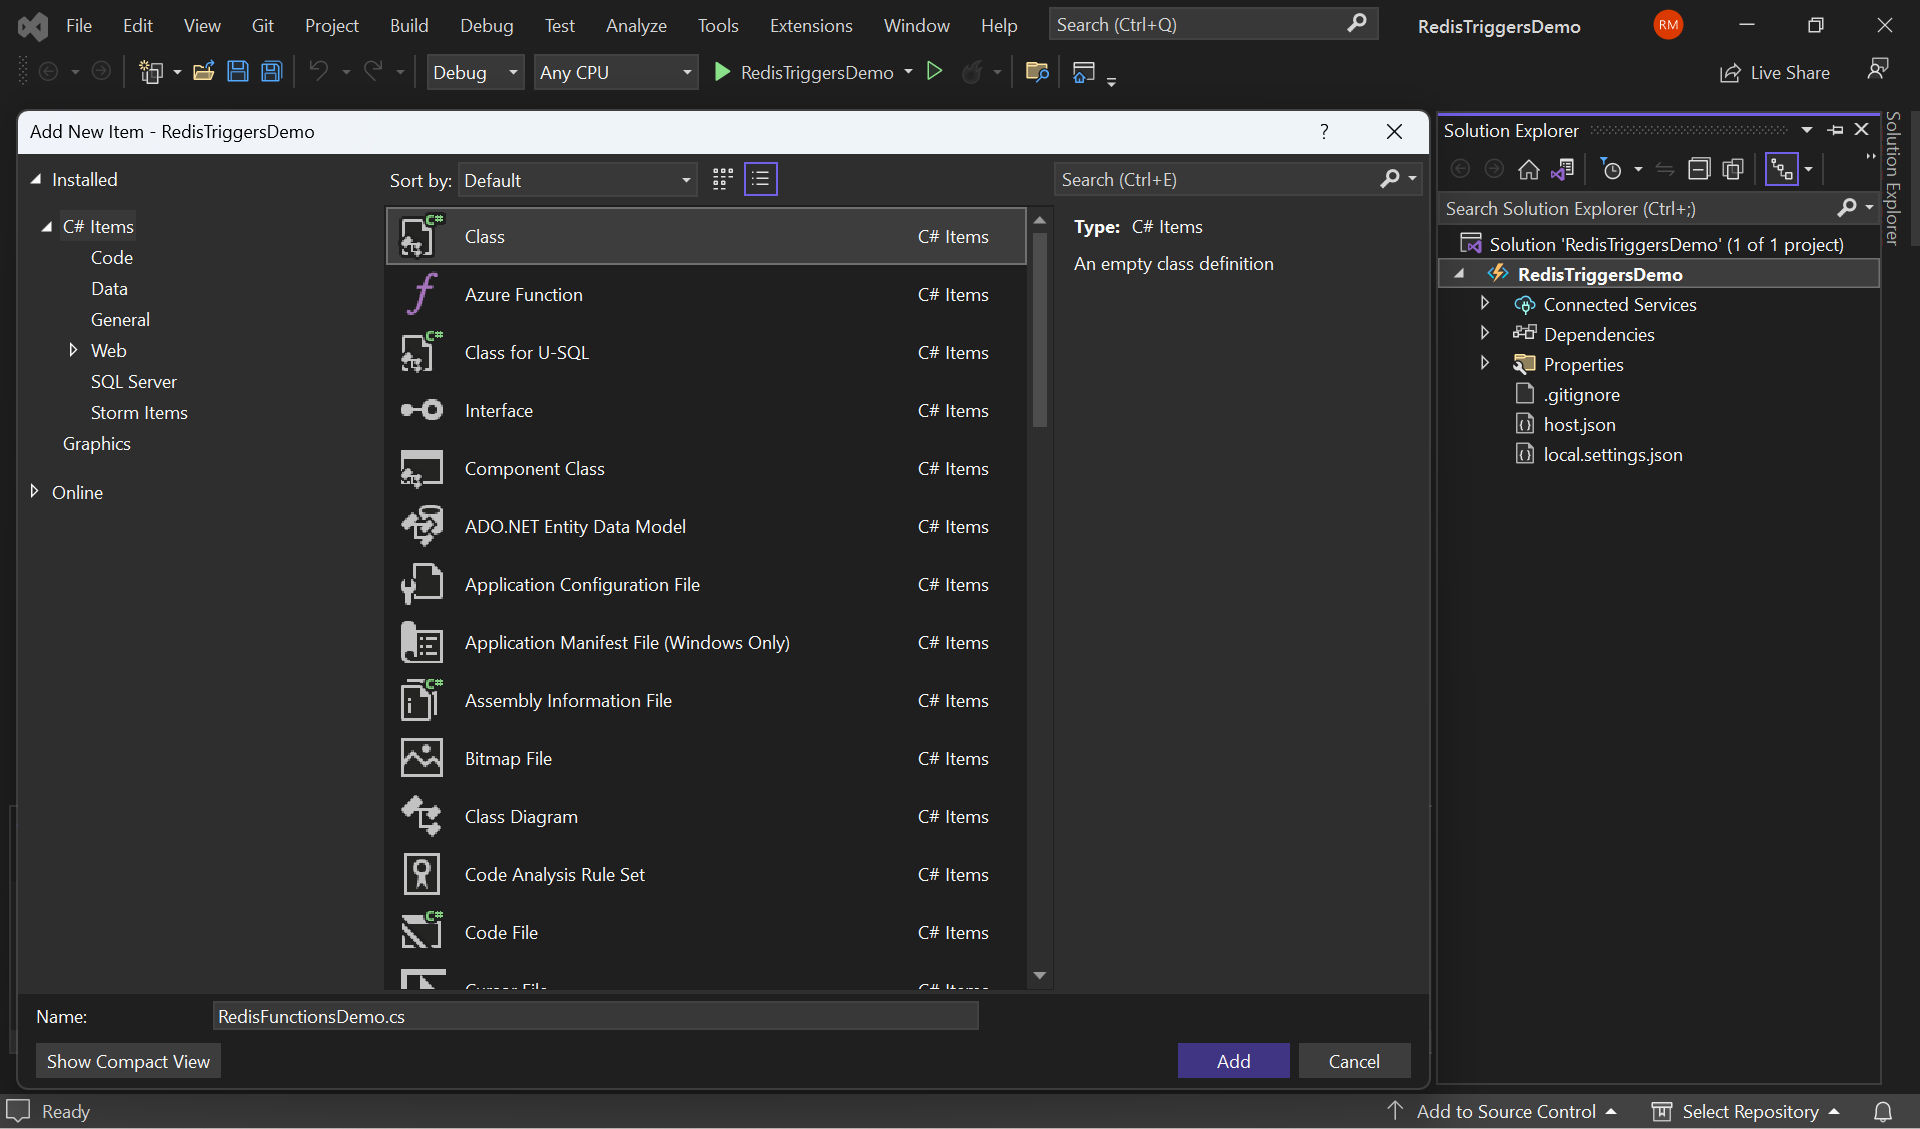 File Edit View Git Project Build Debug Test Analyze Tools Extensions Window Help Search (Ctrl+Q) RedisTriggersDemo RM
Debug Any CPU RedisTriggersDemo Live Share
Add New Item - RedisTriggersDemo ?
Installed
C# Items
Code
Data
General
Web
SQL Server
Storm Items
Graphics
Online
Sort by: Default
Search (Ctrl+E)
Class C# Items
Azure Function C# Items
Class for U-SQL C# Items
Interface C# Items
Component Class C# Items
ADO.NET Entity Data Model C# Items
Application Configuration File C# Items
Application Manifest File (Windows Only) C# Items
Assembly Information File C# Items
Bitmap File C# Items
Class Diagram C# Items
Code Analysis Rule Set C# Items
Code File C# Items
Cursor File C# Items
Type: C# Items
An empty class definition
Name: RedisFunctionsDemo.cs
Show Compact View
Add Cancel
Solution Explorer
Search Solution Explorer (Ctrl+;)
Solution 'RedisTriggersDemo' (1 of 1 project)
RedisTriggersDemo
Connected Services
Dependencies
Properties
.gitignore
host.json
local.settings.json
Solution Explorer
Ready Add to Source Control Select Repository